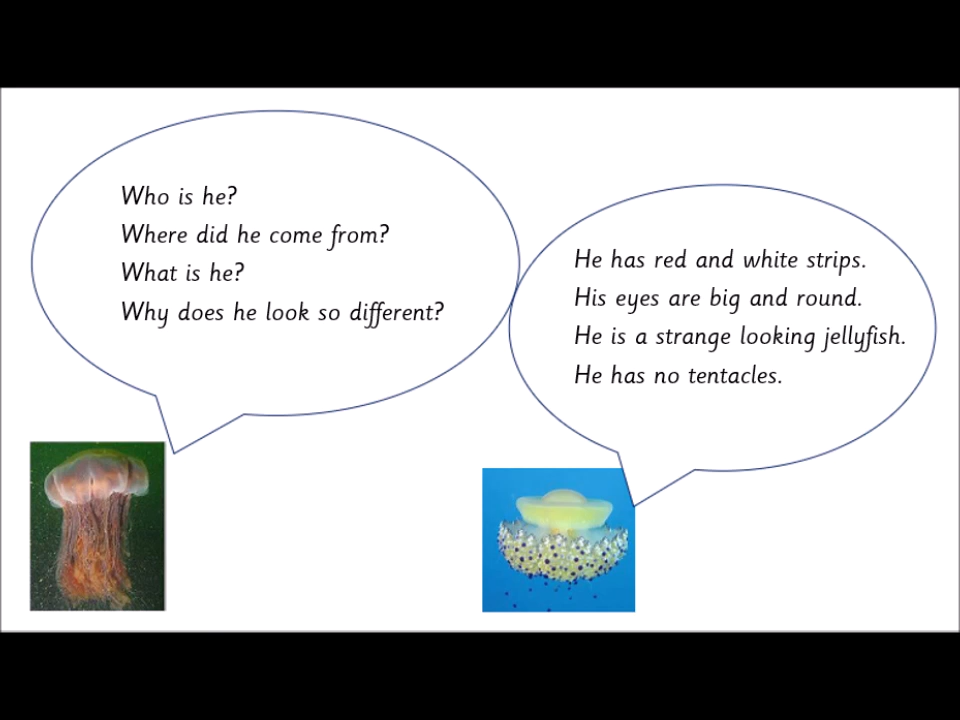 Who is he?
Where did he come from?
What is he?
Why does he look so different?
He has red and white strips.
His eyes are big and round.
He is a strange looking jellyfish.
He has no tentacles.